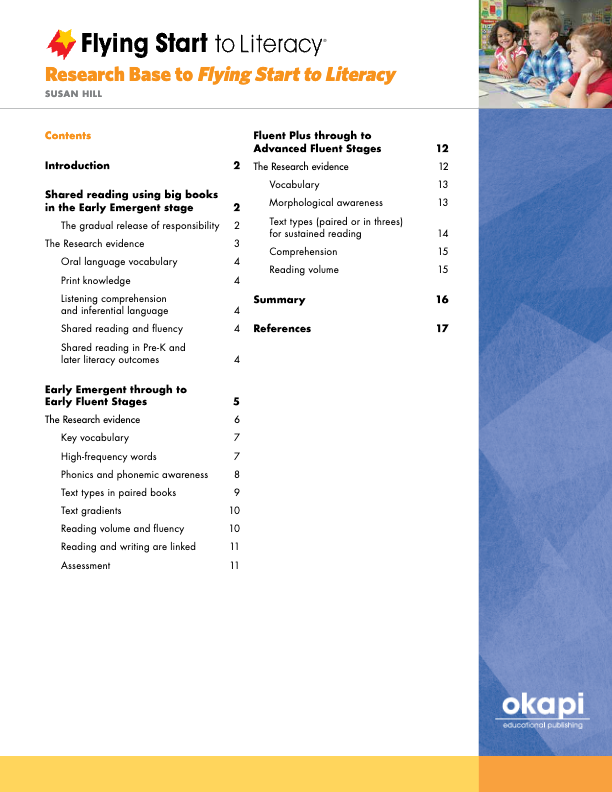 Flying Start to Literacy®
Research Base to Flying Start to Literacy
SUSAN HILL
Contents
Introduction 2
Shared reading using big books
in the Early Emergent stage 2
The gradual release of responsibility 2
The Research evidence 3
Oral language vocabulary 4
Print knowledge 4
Listening comprehension
and inferential language 4
Shared reading and fluency 4
Shared reading in Pre-K and
later literacy outcomes 4
Early Emergent through to
Early Fluent Stages 5
The Research evidence 6
Key vocabulary 7
High-frequency words 7
Phonics and phonemic awareness 8
Text types in paired books 9
Text gradients 10
Reading volume and fluency 10
Reading and writing are linked 11
Assessment 11
Fluent Plus through to
Advanced Fluent Stages 12
The Research evidence 12
Vocabulary 13
Morphological awareness 13
Text types (paired or in threes)
for sustained reading 14
Comprehension 15
Reading volume 15
Summary 16
References 17
okapi
educational publishing